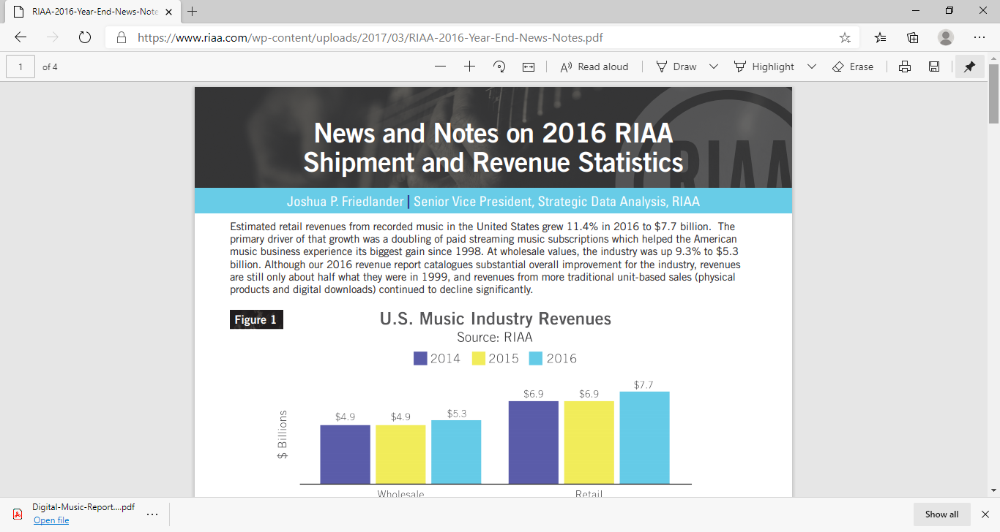 RIAA-2016-Year-End-News-Note
https://www.riaa.com/wp-content/uploads/2017/03/RIAA-2016-Year-End-News-Notes.pdf
1 of 4 Read aloud Draw Highlight Erase
RIAA
News and Notes on 2016 RIAA
Shipment and Revenue Statistics
Joshua P. Friedlander | Senior Vice President, Strategic Data Analysis, RIAA
Estimated retail revenues from recorded music in the United States grew 11.4% in 2016 to $7.7 billion. The
primary driver of that growth was a doubling of paid streaming music subscriptions which helped the American
music business experience its biggest gain since 1998. At wholesale values, the industry was up 9.3% to $5.3
billion. Although our 2016 revenue report catalogues substantial overall improvement for the industry, revenues
are still only about half what they were in 1999, and revenues from more traditional unit-based sales (physical
products and digital downloads) continued to decline significantly.
Figure 1
U.S. Music Industry Revenues
Source: RIAA
2014 2015 2016
$ Billions
$4.9 $4.9 $5.3 $6.9 $6.9 $7.7
Wholesale Retail
Digital-Music-Report....pdf
Open file
Show all